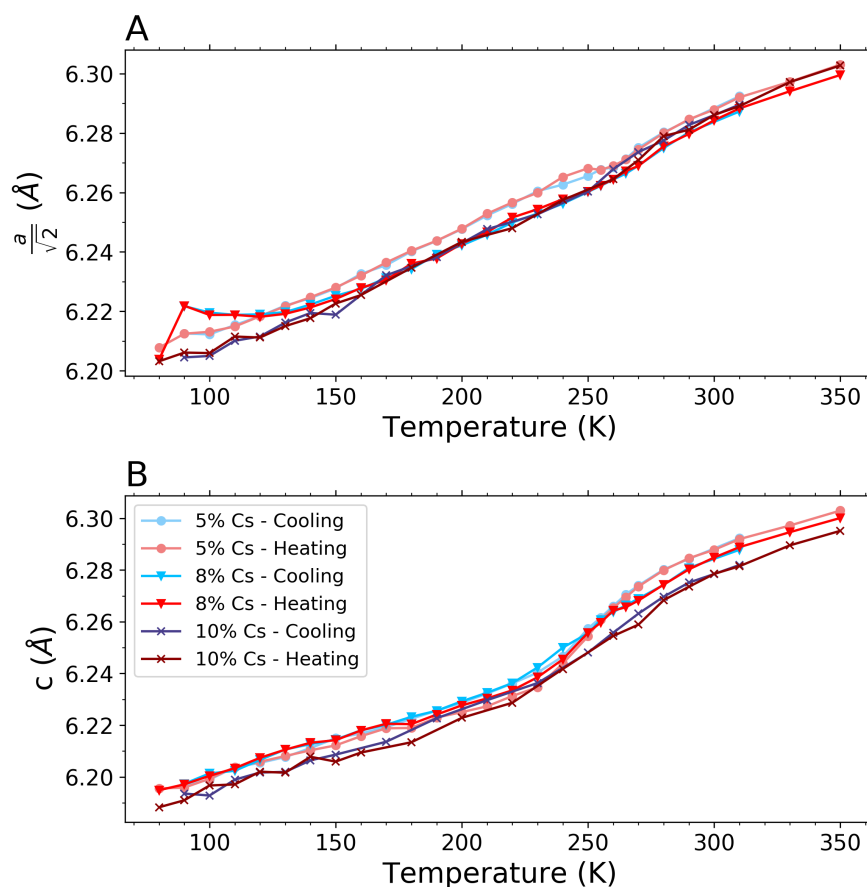 A
6.30
6.28
6.26
6.24
6.22
6.20
a/√2 (Å)
100 150 200 250 300 350
Temperature (K)
B
5% Cs - Cooling
5% Cs - Heating
8% Cs - Cooling
8% Cs - Heating
10% Cs - Cooling
10% Cs - Heating
6.30
6.28
6.26
6.24
6.22
6.20
c (Å)
100 150 200 250 300 350
Temperature (K)